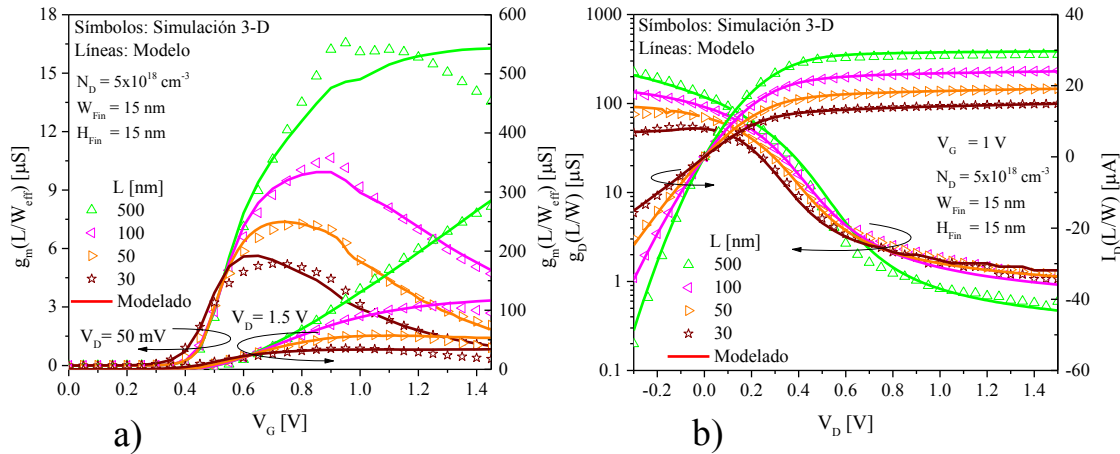 Símbolos: Simulación 3-D
Líneas: Modelo
N_D = 5x10^18 cm^-3
W_Fin = 15 nm
H_Fin = 15 nm
L [nm]
500
100
50
30
Modelado
V_D = 50 mV
V_D = 1.5 V
18
15
12
9
6
3
0
g_m(L/W_eff) [µS]
600
500
400
300
200
100
0
g_m(L/W_eff) [µS]
0.0 0.2 0.4 0.6 0.8 1.0 1.2 1.4
V_G [V]
a)
Símbolos: Simulación 3-D
Líneas: Modelo
V_G = 1 V
N_D = 5x10^18 cm^-3
W_Fin = 15 nm
H_Fin = 15 nm
L [nm]
500
100
50
30
Modelado
1000
100
10
1
0.1
g_D(L/W) [µS]
40
20
0
-20
-40
-60
I_D(L/W) [µA]
-0.2 0.0 0.2 0.4 0.6 0.8 1.0 1.2 1.4
V_D [V]
b)